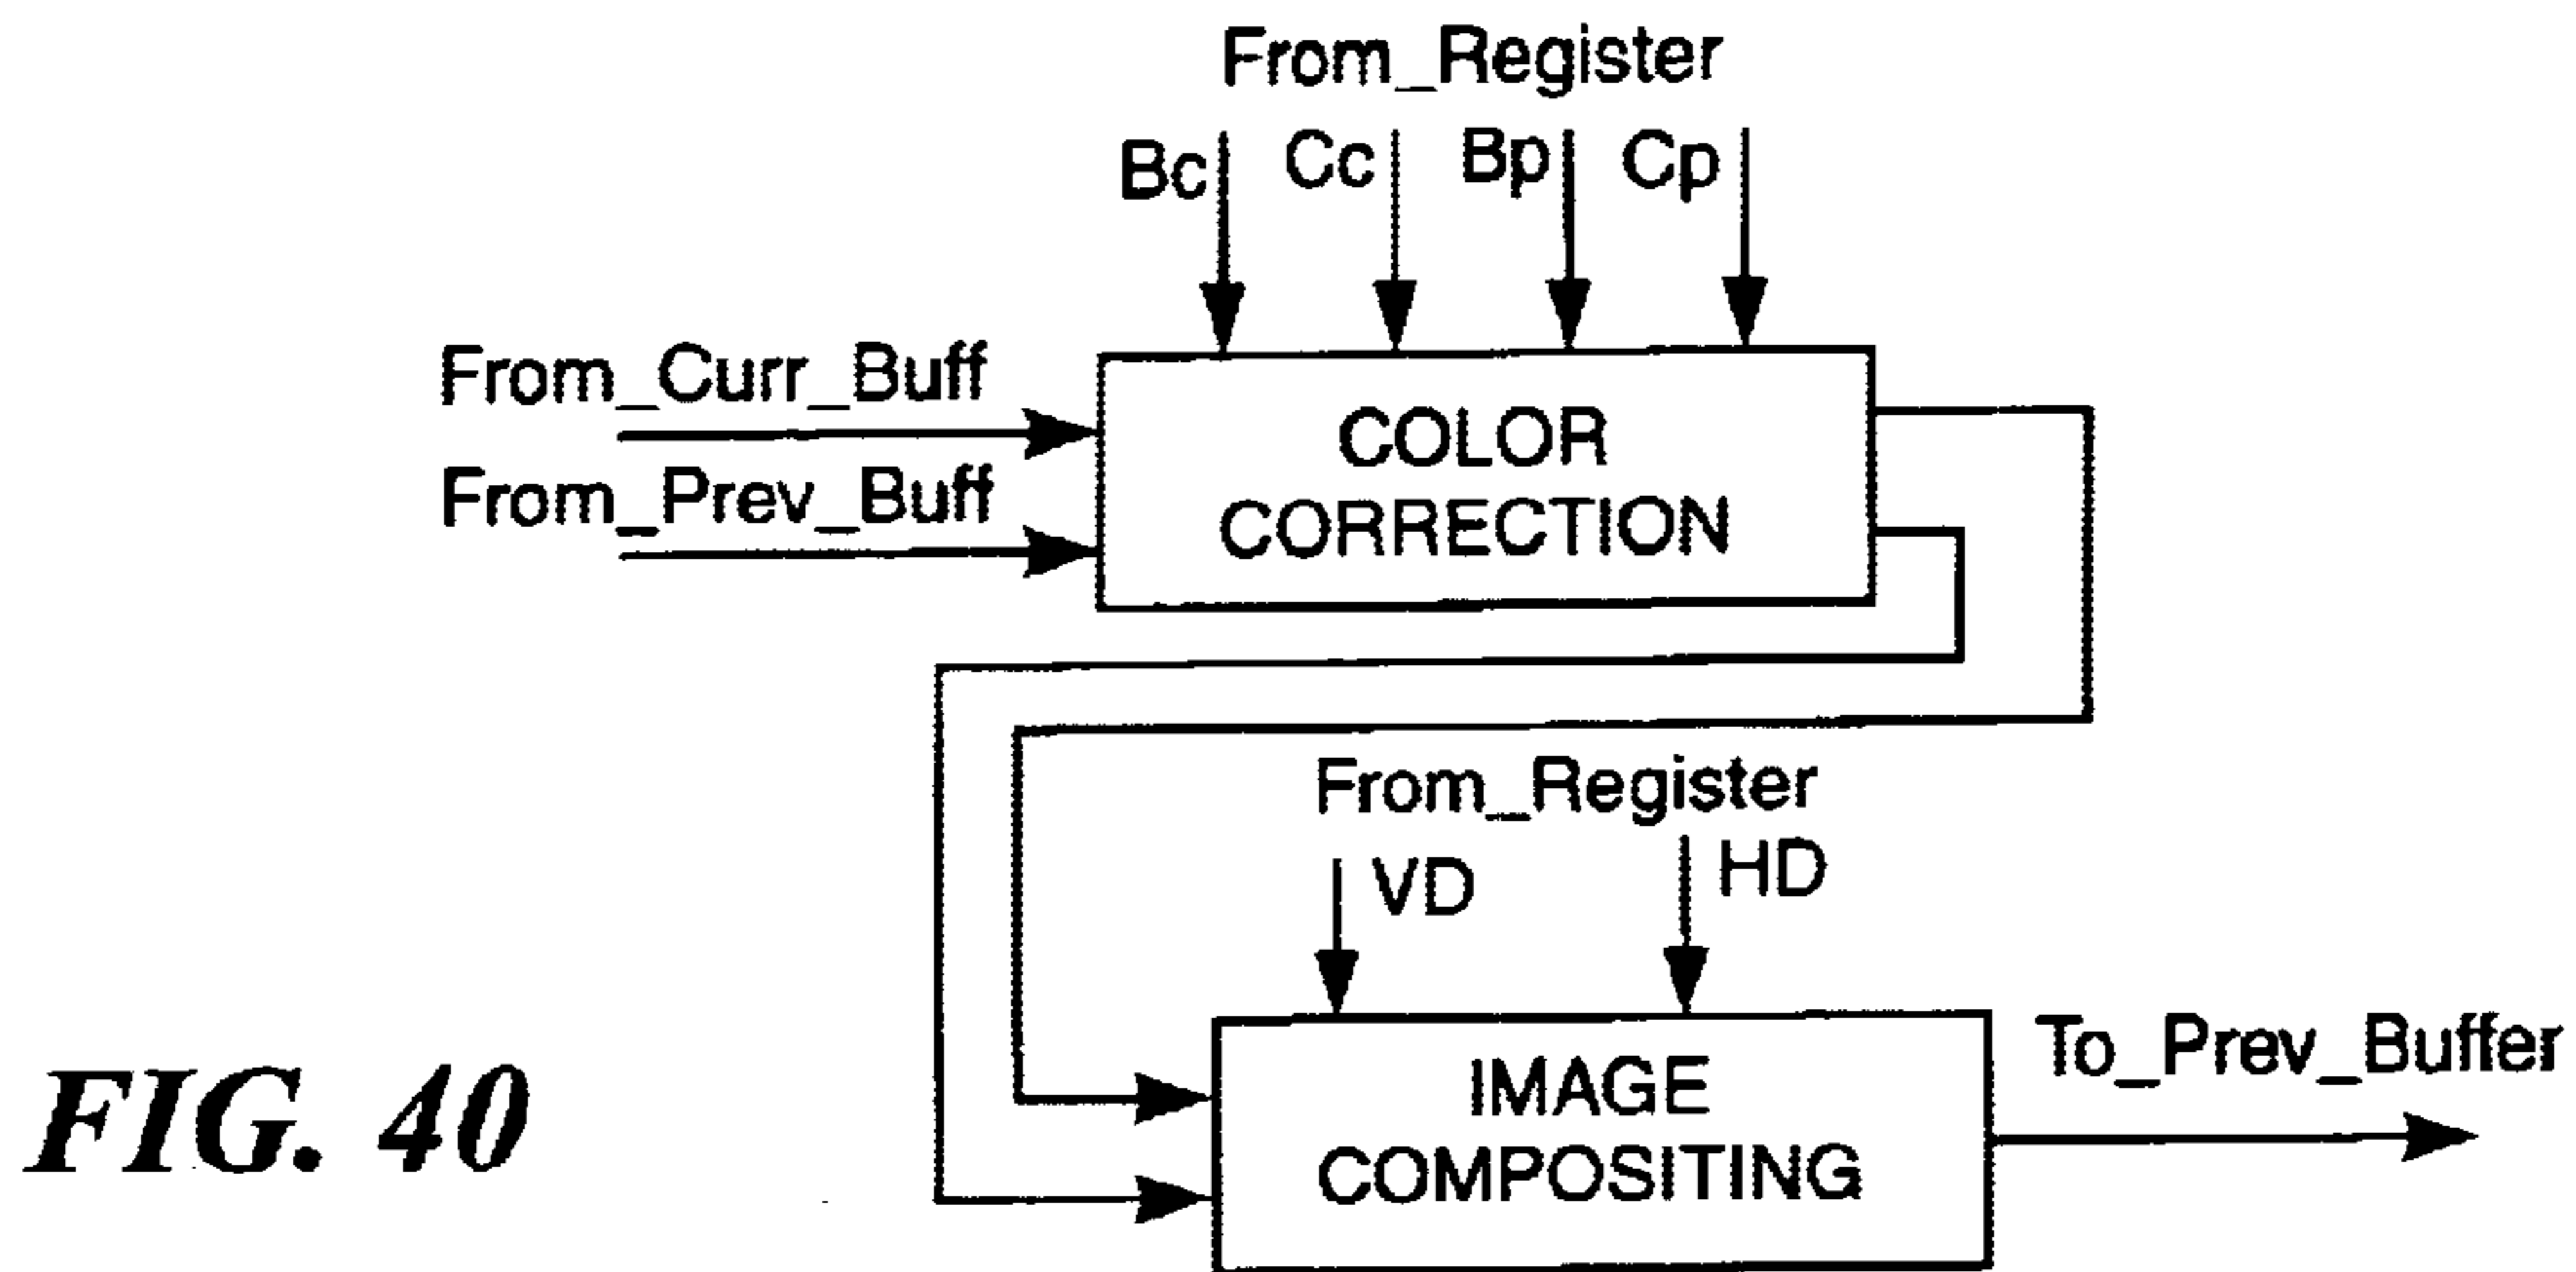 From_Register
Bc Cc Bp Cp
From_Curr_Buff
From_Prev_Buff
COLOR
CORRECTION
From_Register
VD HD
IMAGE
COMPOSITING
To_Prev_Buffer
FIG. 40